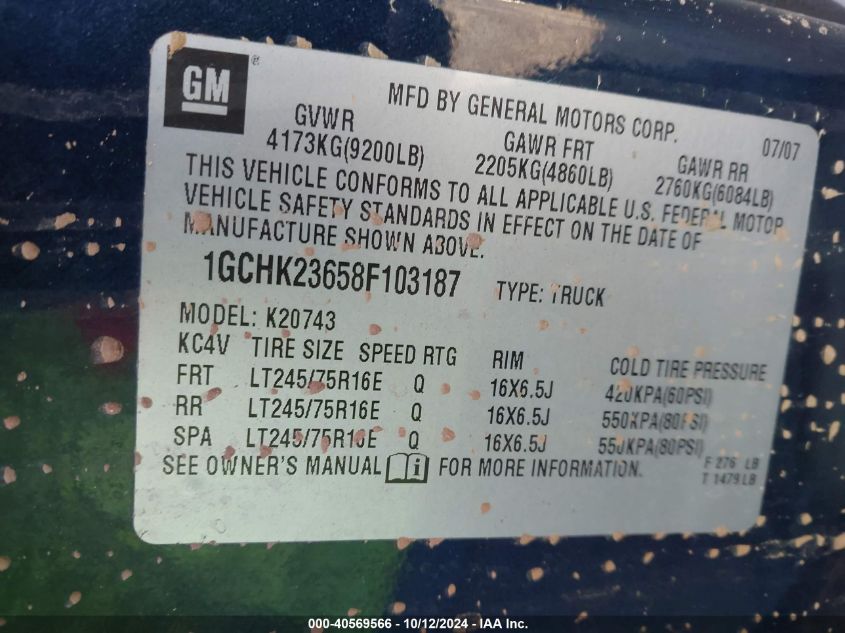 GM®
MFD BY GENERAL MOTORS CORP. 07/07
GVWR GAWR FRT GAWR RR
4173KG(9200LB) 2205KG(4860LB) 2760KG(6084LB)
THIS VEHICLE CONFORMS TO ALL APPLICABLE U.S. FEDERAL MOTOR
VEHICLE SAFETY STANDARDS IN EFFECT ON THE DATE OF
MANUFACTURE SHOWN ABOVE.
1GCHK23658F103187 TYPE: TRUCK
MODEL: K20743
KC4V TIRE SIZE SPEED RTG RIM COLD TIRE PRESSURE
FRT LT245/75R16E Q 16X6.5J 420KPA(60PSI)
RR LT245/75R16E Q 16X6.5J 550KPA(80PSI)
SPA LT245/75R16E Q 16X6.5J 550KPA(80PSI)
SEE OWNER'S MANUAL i FOR MORE INFORMATION.
F 276 LB
T 1479 LB
000-40569566 - 10/12/2024 - IAA Inc.